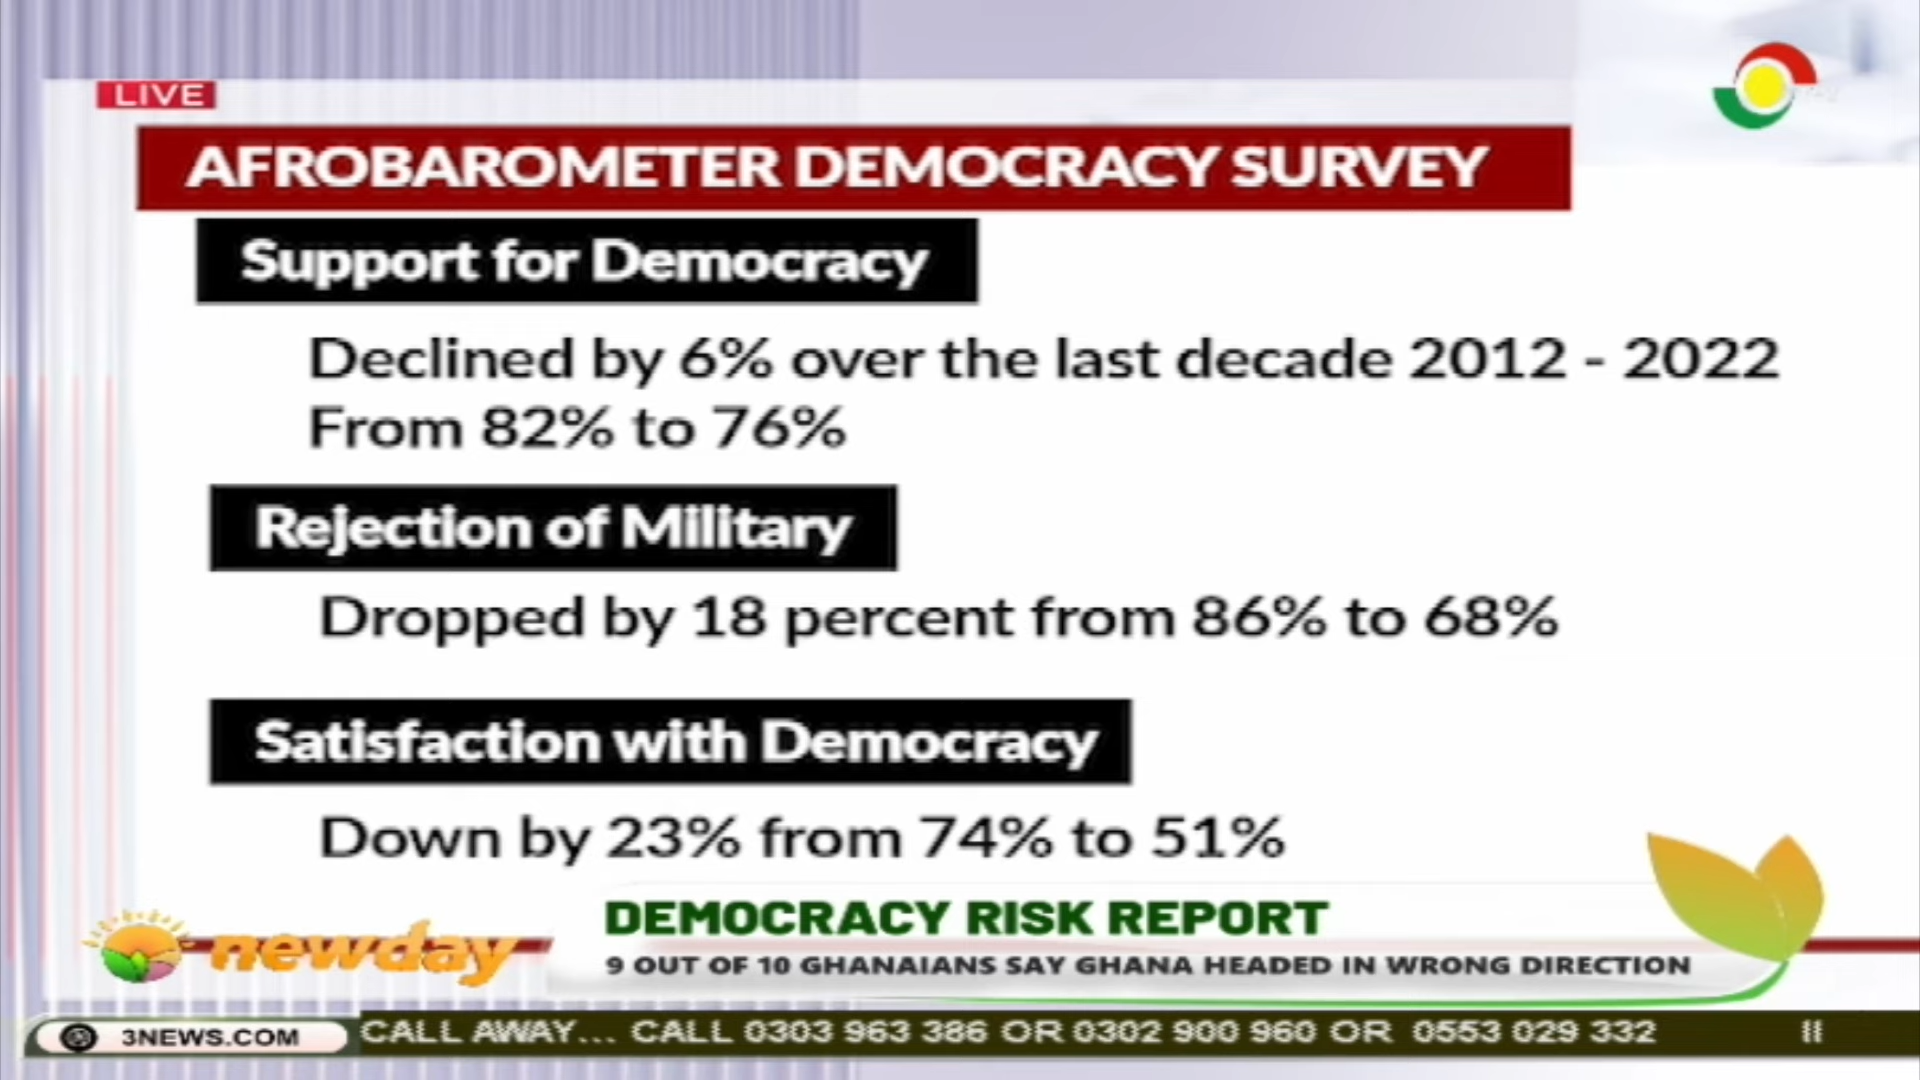 LIVE
AFROBAROMETER DEMOCRACY SURVEY
Support for Democracy
Declined by 6% over the last decade 2012 - 2022
From 82% to 76%
Rejection of Military
Dropped by 18 percent from 86% to 68%
Satisfaction with Democracy
Down by 23% from 74% to 51%
DEMOCRACY RISK REPORT
newday
9 OUT OF 10 GHANAIANS SAY GHANA HEADED IN WRONG DIRECTION
3NEWS.COM
CALL AWAY... CALL 0303 963 386 OR 0302 900 960 OR 0553 029 332